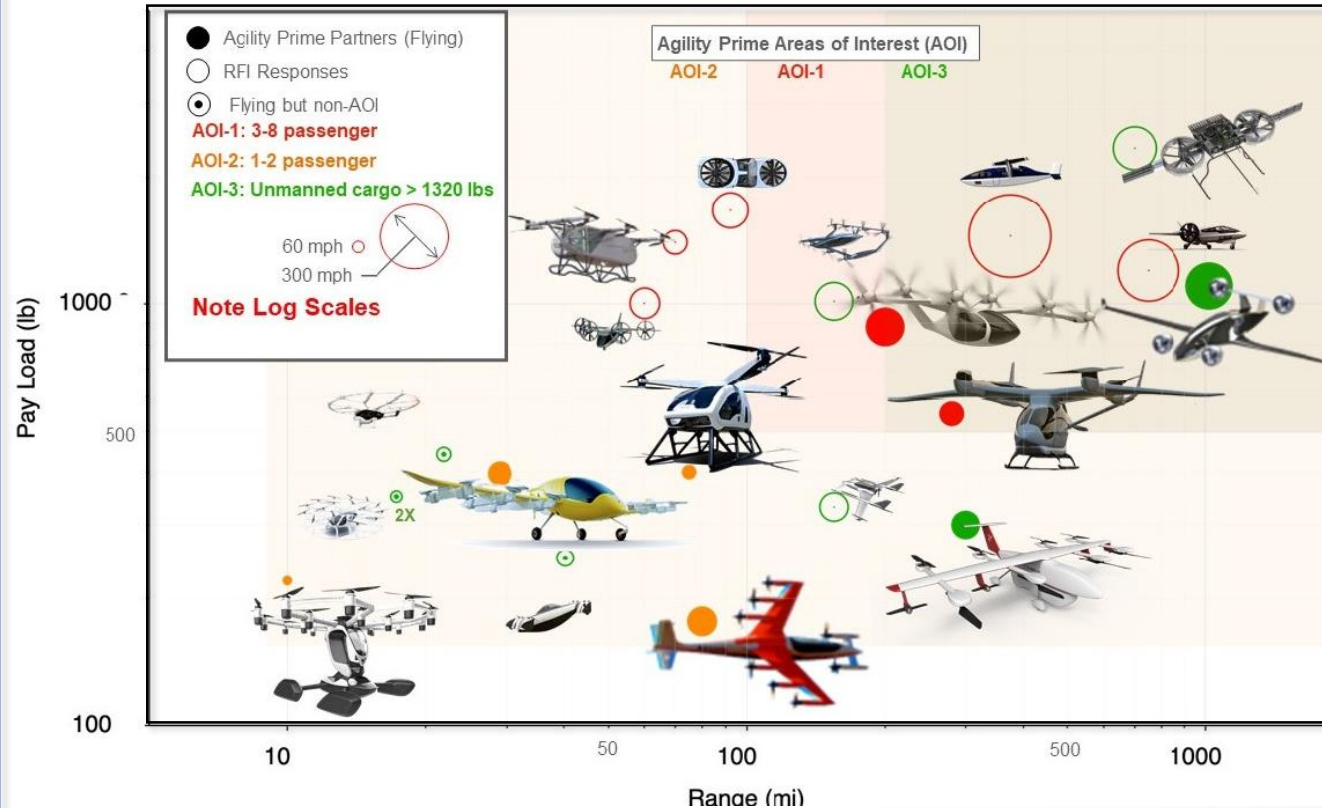 Agility Prime Partners (Flying)
RFI Responses
Flying but non-AOI
AOI-1: 3-8 passenger
AOI-2: 1-2 passenger
AOI-3: Unmanned cargo > 1320 lbs
60 mph
300 mph
Note Log Scales
Agility Prime Areas of Interest (AOI)
AOI-2
AOI-1
AOI-3
Pay Load (lb)
1000
500
100
2X
10
50
100
500
1000
Range (mi)